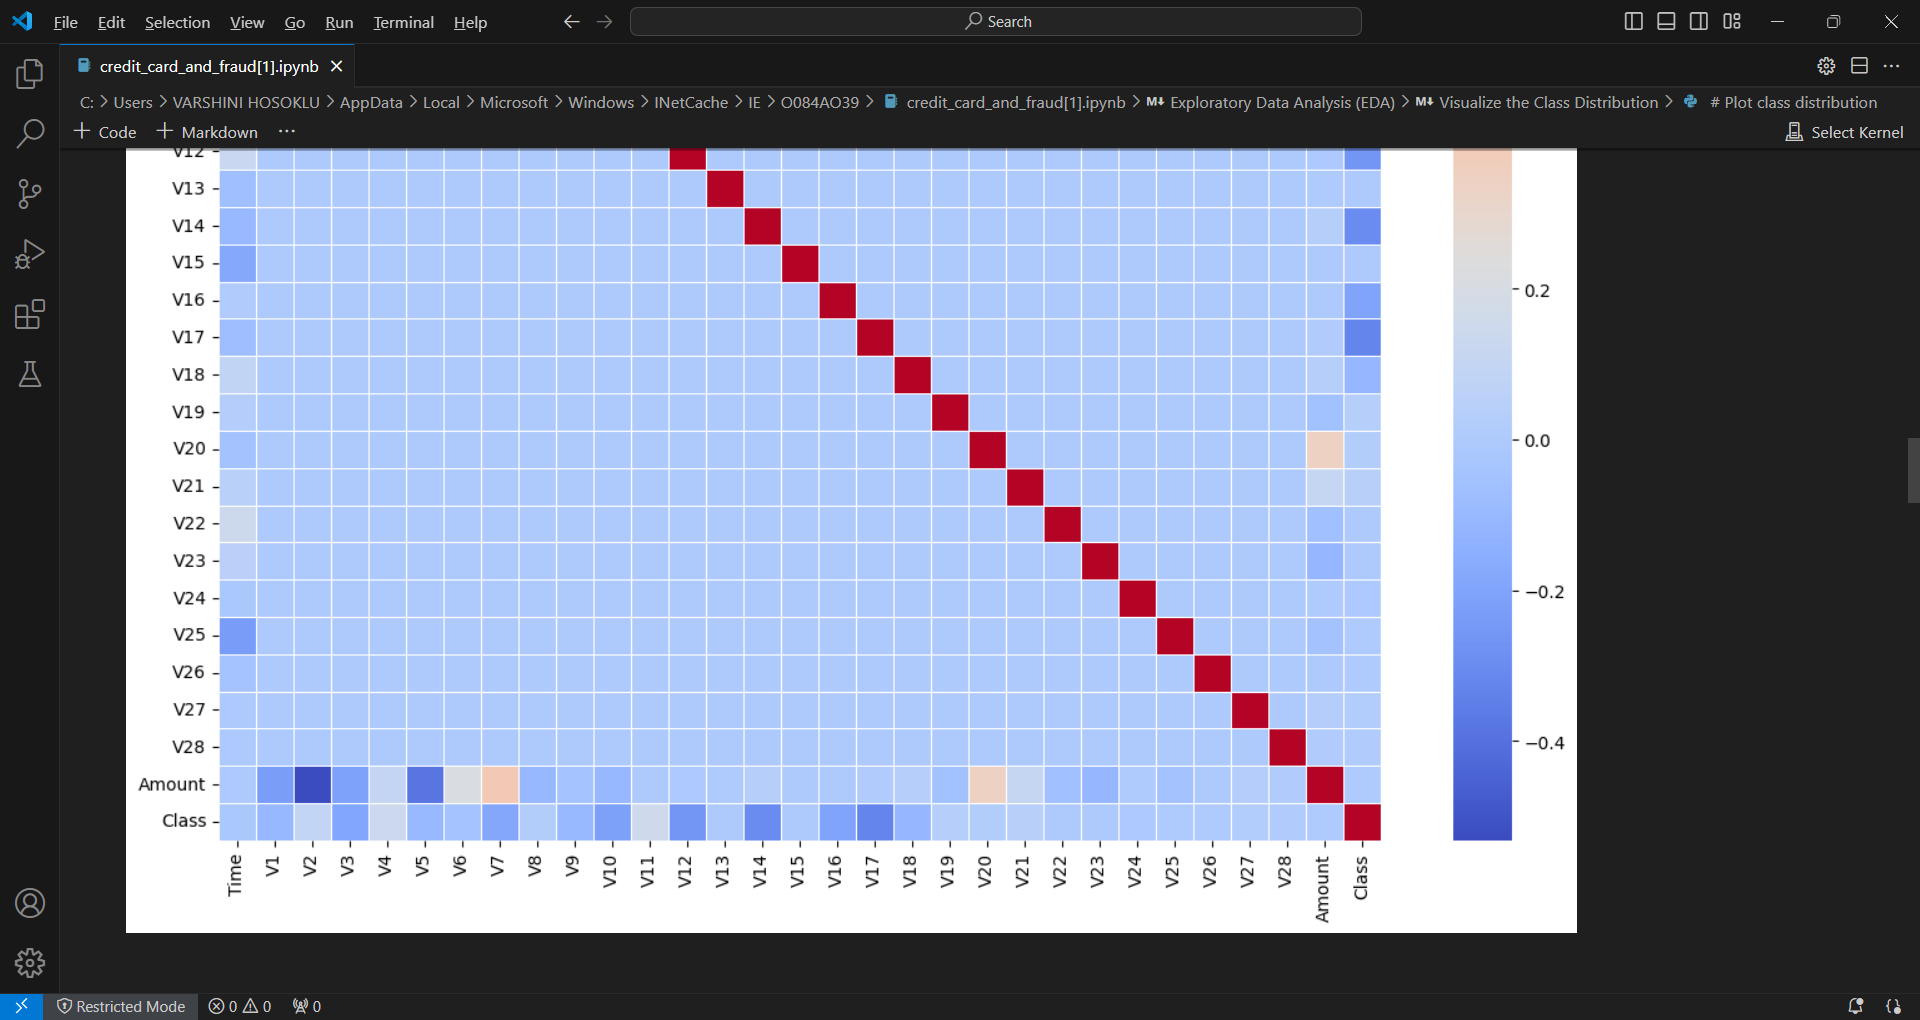 File Edit Selection View Go Run Terminal Help Search
credit_card_and_fraud[1].ipynb
C: > Users > VARSHINI HOSOKLU > AppData > Local > Microsoft > Windows > INetCache > IE > O084AO39 > credit_card_and_fraud[1].ipynb > M↓ Exploratory Data Analysis (EDA) > M↓ Visualize the Class Distribution > # Plot class distribution
+ Code + Markdown ... Select Kernel
V12
V13
V14
V15
V16
V17
V18
V19
V20
V21
V22
V23
V24
V25
V26
V27
V28
Amount
Class
Time V1 V2 V3 V4 V5 V6 V7 V8 V9 V10 V11 V12 V13 V14 V15 V16 V17 V18 V19 V20 V21 V22 V23 V24 V25 V26 V27 V28 Amount Class
0.2
0.0
−0.2
−0.4
Restricted Mode 0 0 0